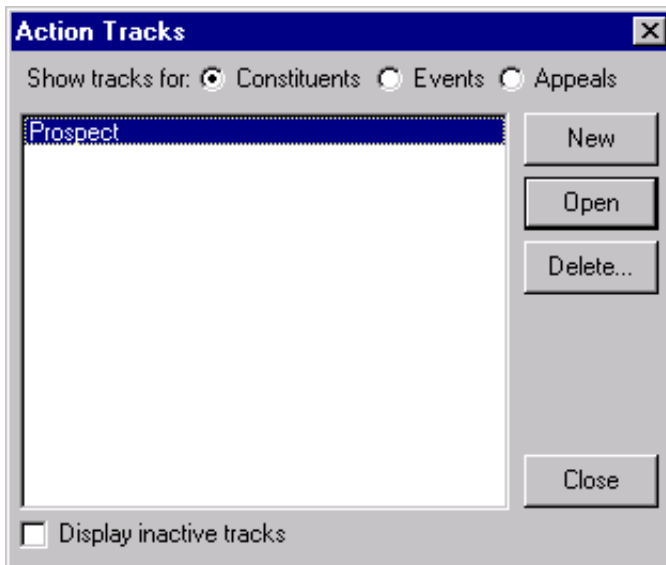 Action Tracks
Show tracks for: Constituents Events Appeals
Prospect
New
Open
Delete...
Close
Display inactive tracks